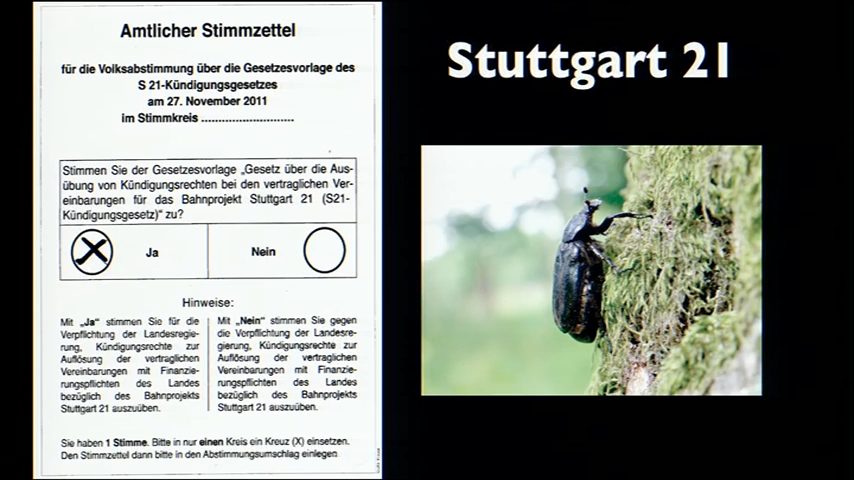 Amtlicher Stimmzettel
für die Volksabstimmung über die Gesetzesvorlage des
S 21-Kündigungsgesetzes
am 27. November 2011
im Stimmkreis ...........................
Stimmen Sie der Gesetzesvorlage „Gesetz über die Aus-
übung von Kündigungsrechten bei den vertraglichen Ver-
einbarungen für das Bahnprojekt Stuttgart 21 (S21-
Kündigungsgesetz)“ zu?
Ja
Nein
Hinweise:
Mit „Ja“ stimmen Sie für die
Verpflichtung der Landesregie-
rung, Kündigungsrechte zur
Auflösung der vertraglichen
Vereinbarungen mit Finanzie-
rungspflichten des Landes
bezüglich des Bahnprojekts
Stuttgart 21 auszuüben.
Mit „Nein“ stimmen Sie gegen
die Verpflichtung der Landesre-
gierung, Kündigungsrechte zur
Auflösung der vertraglichen
Vereinbarungen mit Finanzie-
rungspflichten des Landes
bezüglich des Bahnprojekts
Stuttgart 21 auszuüben.
Sie haben 1 Stimme. Bitte in nur einen Kreis ein Kreuz (X) einsetzen.
Den Stimmzettel dann bitte in den Abstimmungsumschlag einlegen
Stuttgart 21